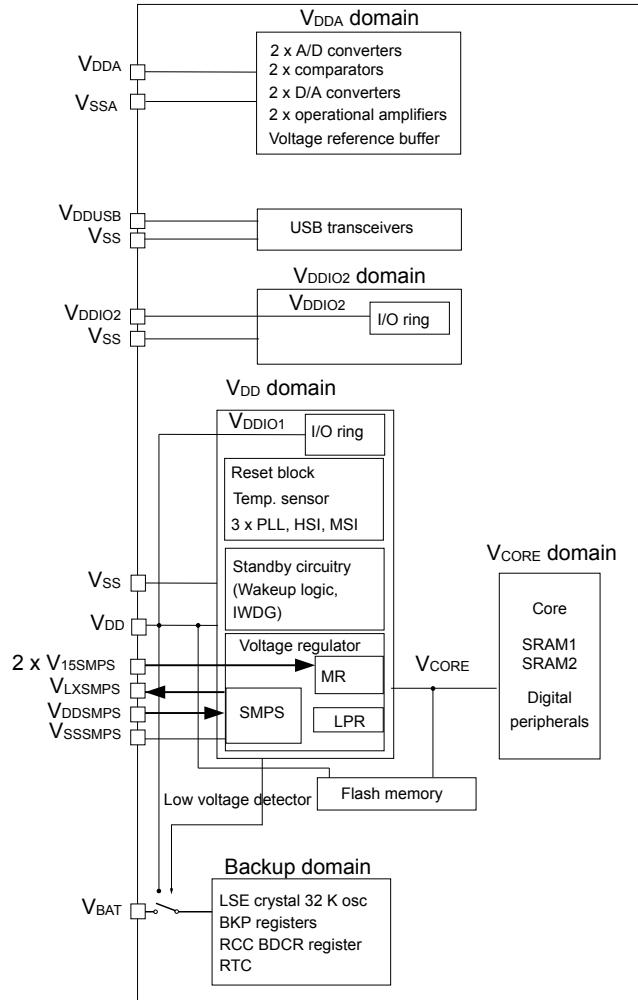 VDDA domain
VDDA
VSSA
2 x A/D converters
2 x comparators
2 x D/A converters
2 x operational amplifiers
Voltage reference buffer
VDDUSB
VSS
USB transceivers
VDDIO2 domain
VDDIO2
VSS
VDDIO2
I/O ring
VDD domain
VDDIO1
I/O ring
Reset block
Temp. sensor
3 x PLL, HSI, MSI
VSS
Standby circuitry
(Wakeup logic,
IWDG)
VDD
2 x V15SMPS
VLXSMPS
VDDSMPS
VSSSMPS
Voltage regulator
MR
SMPS
LPR
VCORE
VCORE domain
Core
SRAM1
SRAM2
Digital
peripherals
Flash memory
Low voltage detector
Backup domain
VBAT
LSE crystal 32 K osc
BKP registers
RCC BDCR register
RTC